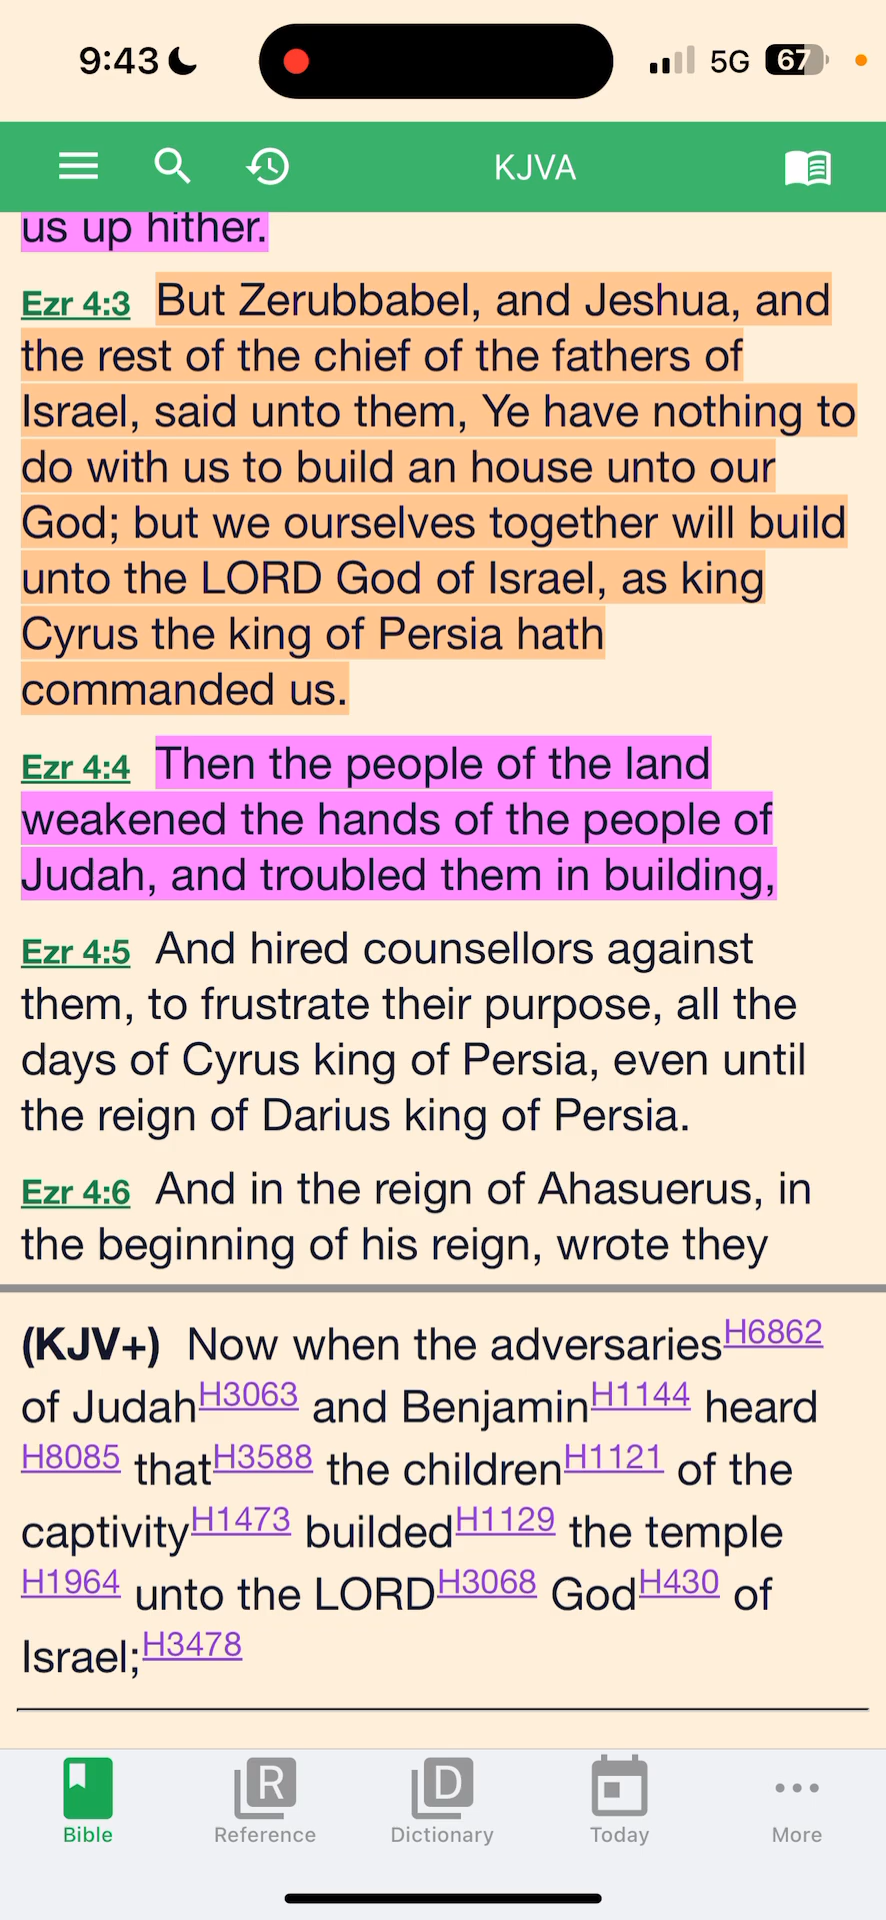 9:43
5G
67
KJVA
us up hither.
Ezr 4:3 But Zerubbabel, and Jeshua, and
the rest of the chief of the fathers of
Israel, said unto them, Ye have nothing to
do with us to build an house unto our
God; but we ourselves together will build
unto the LORD God of Israel, as king
Cyrus the king of Persia hath
commanded us.
Ezr 4:4 Then the people of the land
weakened the hands of the people of
Judah, and troubled them in building,
Ezr 4:5 And hired counsellors against
them, to frustrate their purpose, all the
days of Cyrus king of Persia, even until
the reign of Darius king of Persia.
Ezr 4:6 And in the reign of Ahasuerus, in
the beginning of his reign, wrote they
(KJV+) Now when the adversariesH6862
of JudahH3063 and BenjaminH1144 heard
H8085 thatH3588 the childrenH1121 of the
captivityH1473 buildedH1129 the temple
H1964 unto the LORDH3068 GodH430 of
Israel;H3478
R
D
Bible
Reference
Dictionary
Today
More